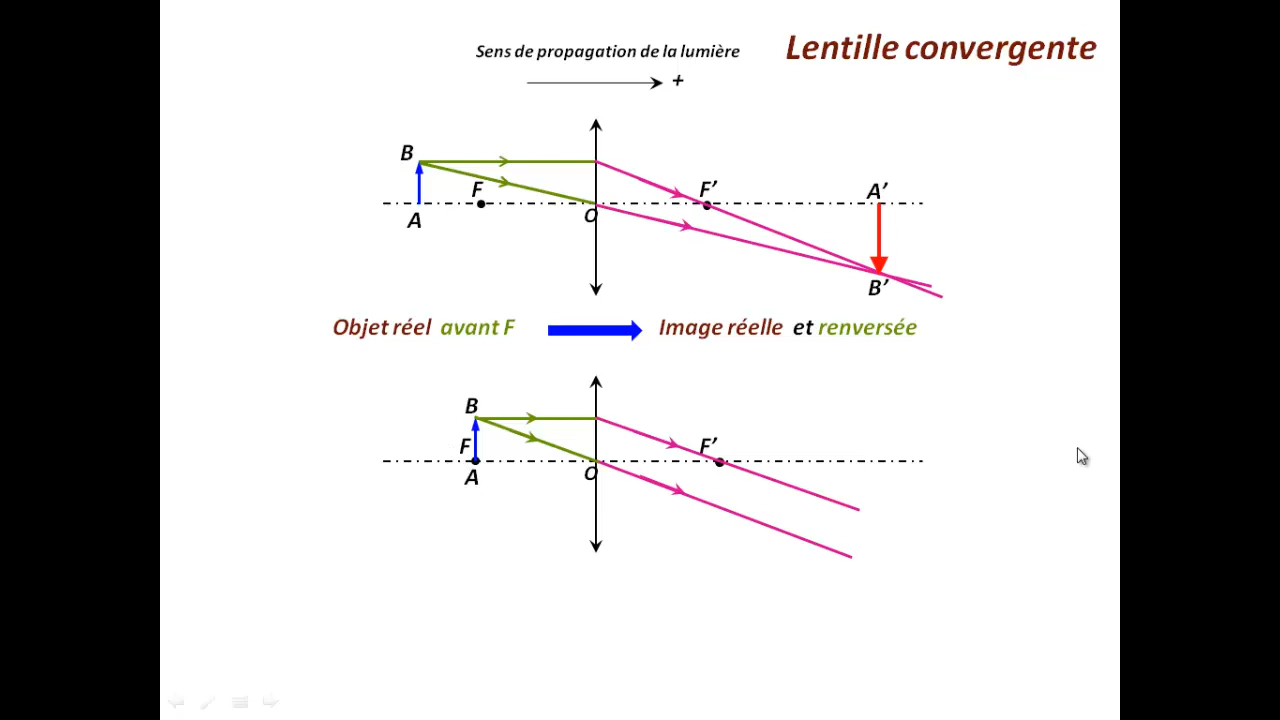 Lentille convergente
Sens de propagation de la lumière
+
B
F
F’
A’
A
O
B’
Objet réel avant F
Image réelle et renversée
B
F
F’
A
O